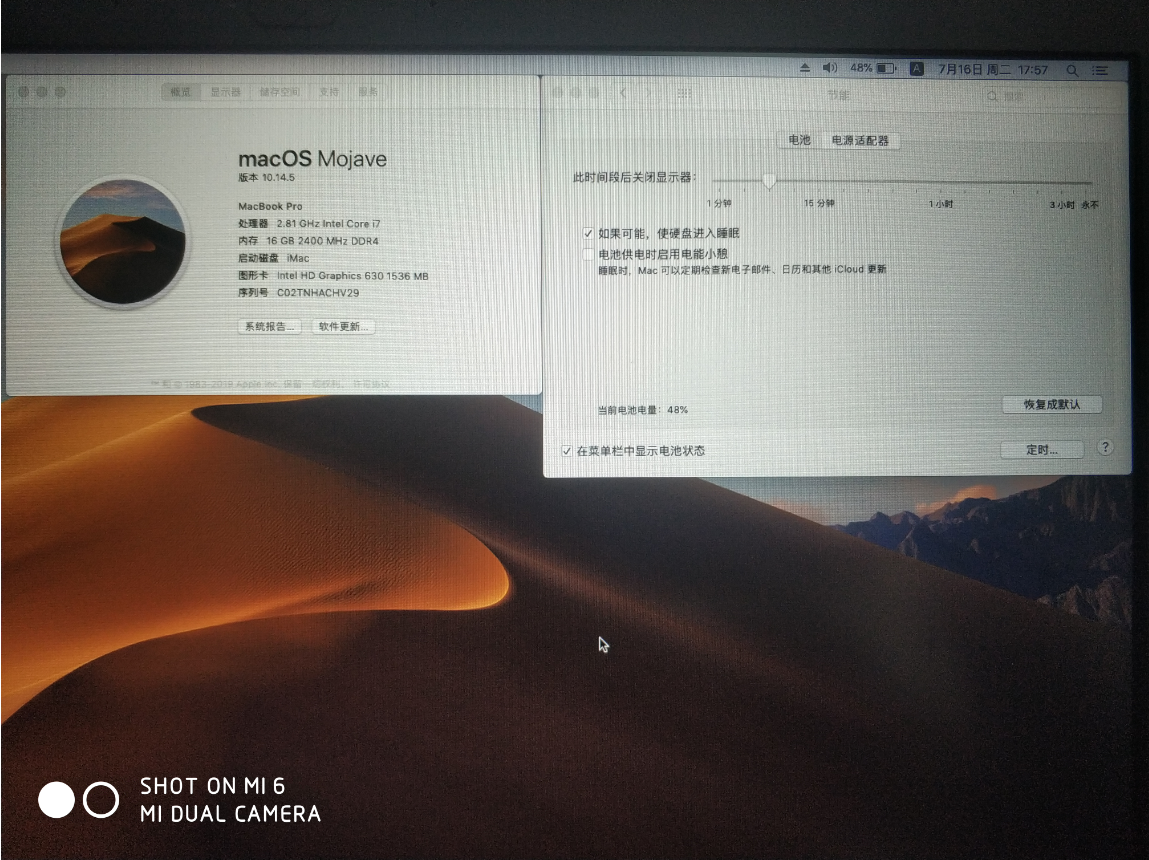 48% A 7月16日 周二 17:57
概览 显示器 储存空间 支持 服务
macOS Mojave
版本 10.14.5
MacBook Pro
处理器 2.81 GHz Intel Core i7
内存 16 GB 2400 MHz DDR4
启动磁盘 iMac
图形卡 Intel HD Graphics 630 1536 MB
序列号 C02TNHACHV29
系统报告... 软件更新...
™ 和 © 1983-2019 Apple Inc. 保留一切权利。 许可协议
节能 搜索
电池 电源适配器
此时间段后关闭显示器:
1 分钟 15 分钟 1 小时 3 小时 永不
如果可能，使硬盘进入睡眠
电池供电时启用电能小憩
睡眠时，Mac 可以定期检查新电子邮件、日历和其他 iCloud 更新
当前电池电量: 48%
恢复成默认
在菜单栏中显示电池状态
定时... ?
SHOT ON MI 6
MI DUAL CAMERA